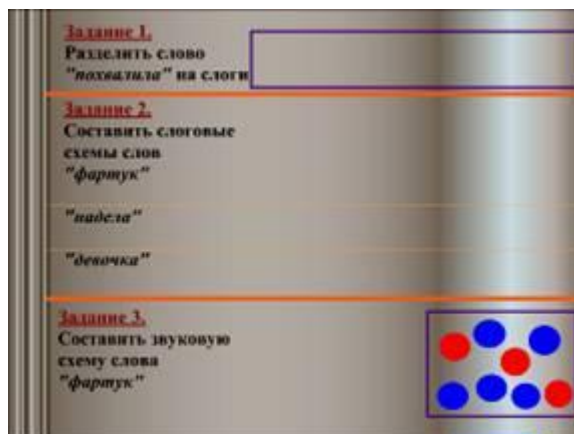 Задание 1.
Разделить слово
"похвалила" на слоги
Задание 2.
Составить слоговые
схемы слов
"фартук"
"надела"
"девочка"
Задание 3.
Составить звуковую
схему слова
"фартук"